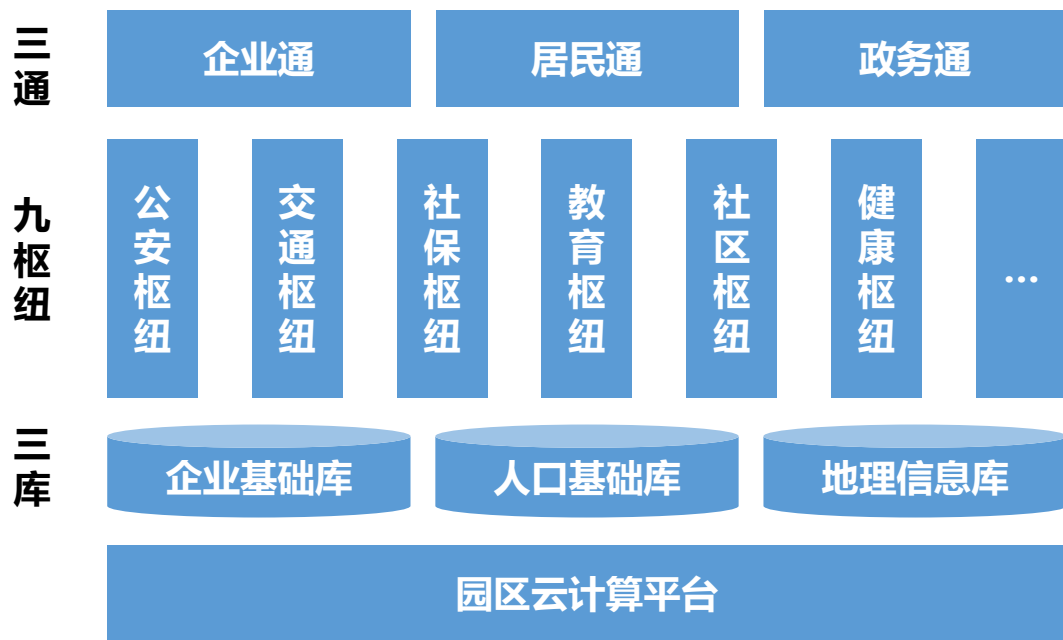 三通
企业通
居民通
政务通
九枢纽
公安枢纽
交通枢纽
社保枢纽
教育枢纽
社区枢纽
健康枢纽
...
三库
企业基础库
人口基础库
地理信息库
园区云计算平台